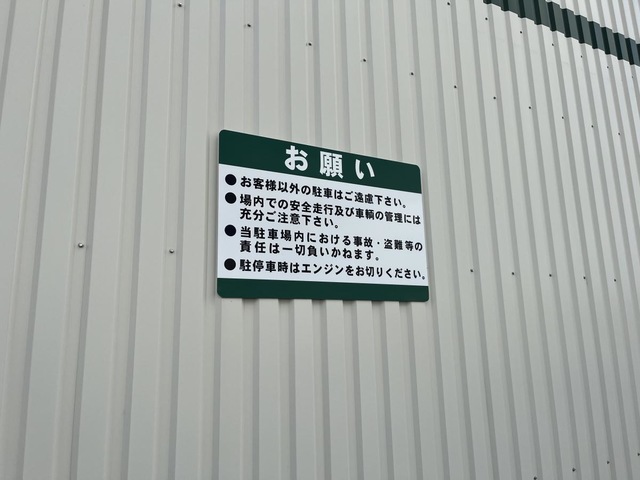 お願い
●お客様以外の駐車はご遠慮下さい。
●場内での安全走行及び車輌の管理には
充分ご注意下さい。
●当駐車場内における事故・盗難等の
責任は一切負いかねます。
●駐停車時はエンジンをお切りください。